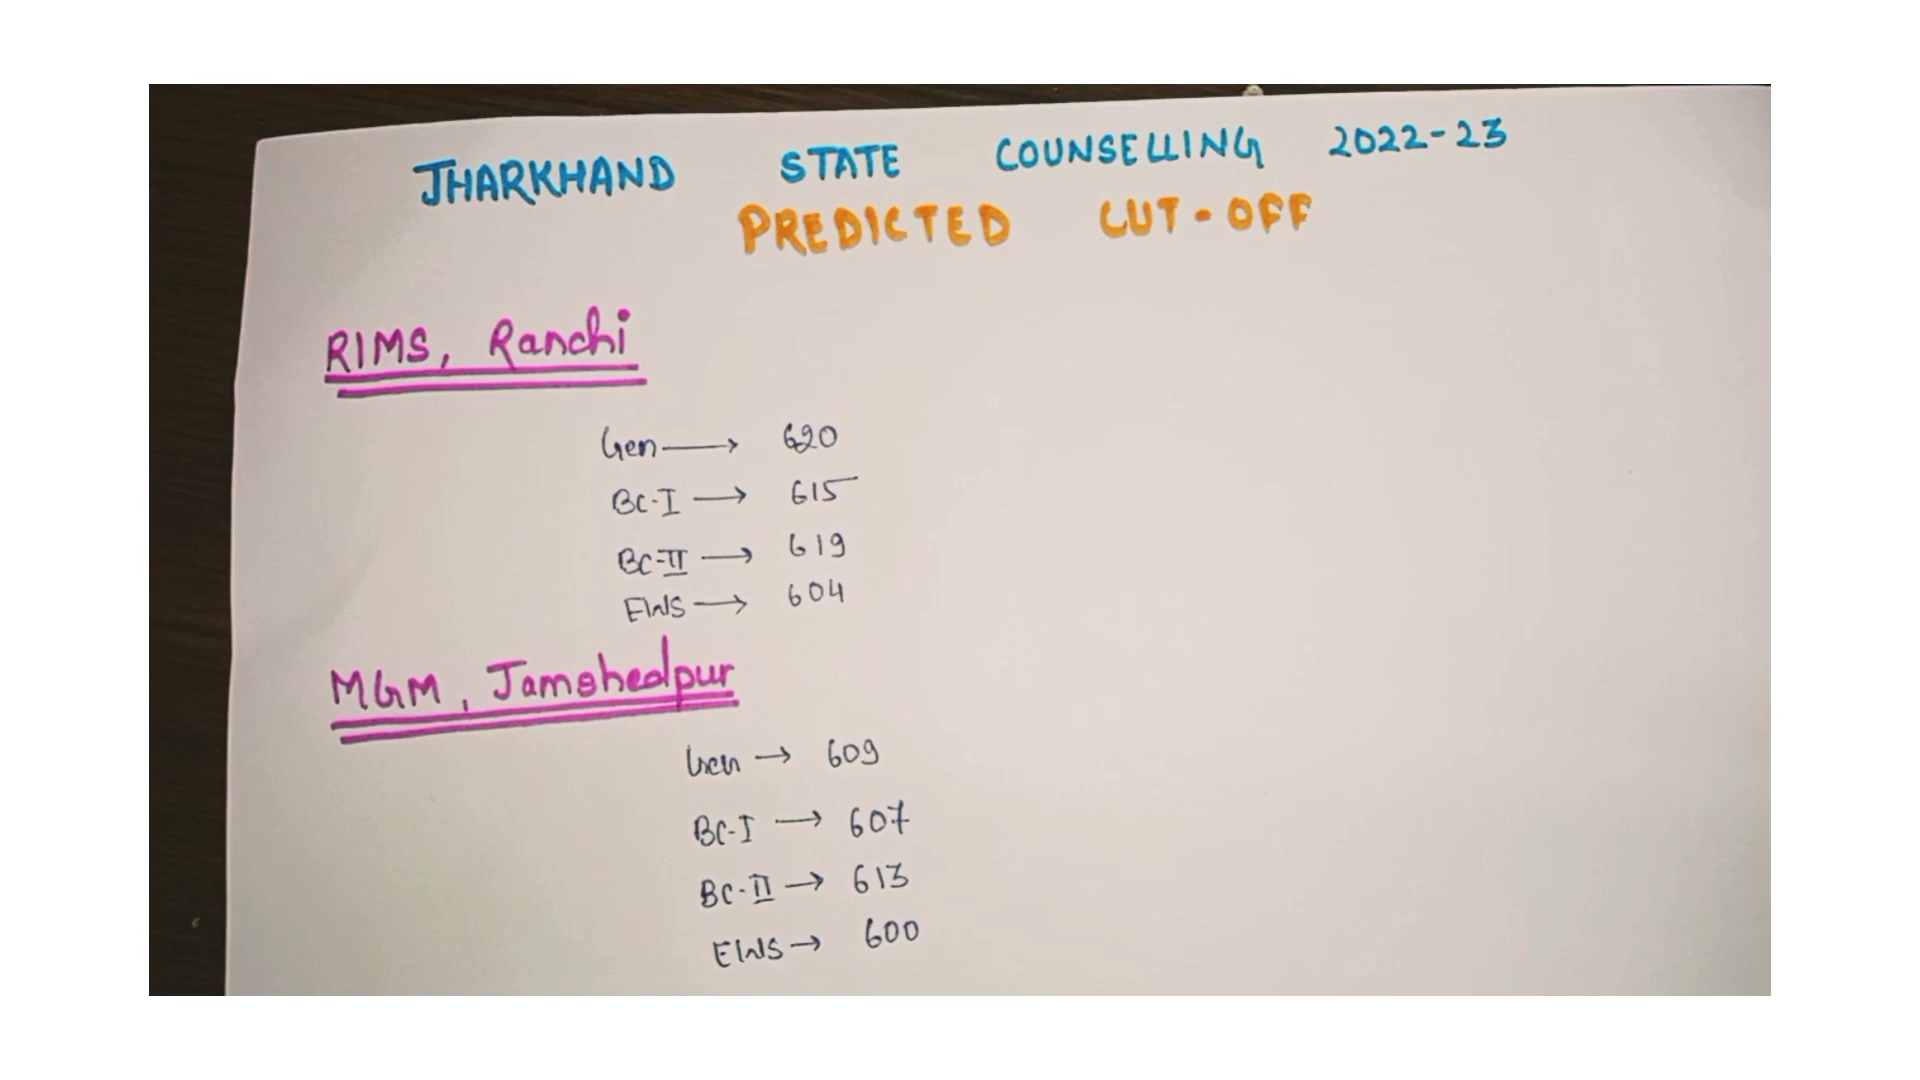 JHARKHAND STATE COUNSELLING 2022-23
PREDICTED CUT-OFF
RIMS, Ranchi
Gen → 620
BC-I → 615
BC-II → 619
EWS → 604
MGM, Jamshedpur
Gen → 609
BC-I → 607
BC-II → 613
EWS → 600